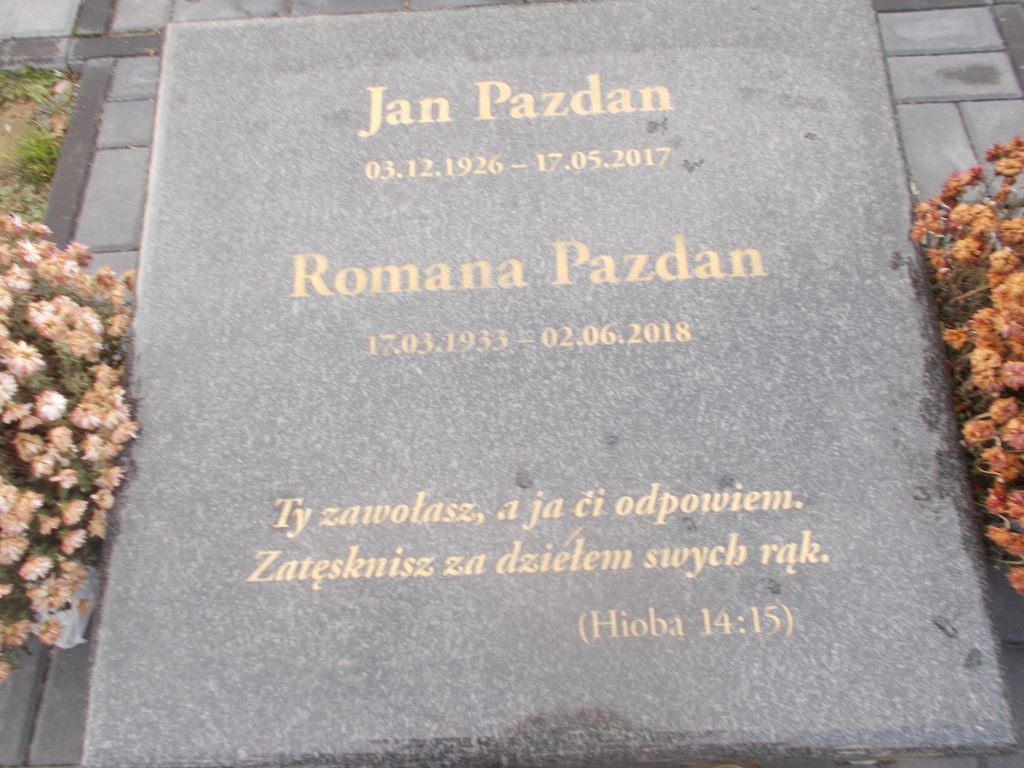 Jan Pazdan
03.12.1926 – 17.05.2017
Romana Pazdan
17.03.1933 – 02.06.2018
Ty zawołasz, a ja ci odpowiem.
Zatęsknisz za dziełem swych rąk.
(Hioba 14:15)